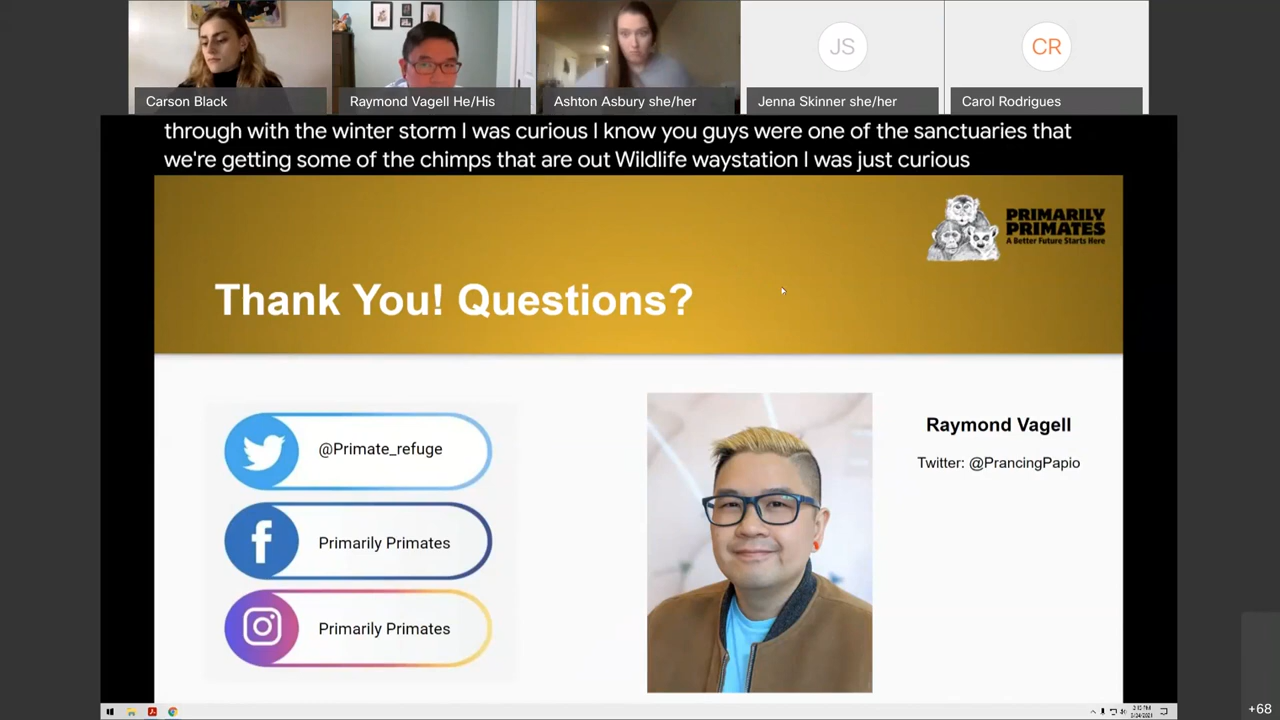 JS
CR
Carson Black
Raymond Vagell He/His
Ashton Asbury she/her
Jenna Skinner she/her
Carol Rodrigues
through with the winter storm I was curious I know you guys were one of the sanctuaries that
we're getting some of the chimps that are out Wildlife waystation I was just curious
PRIMARILY
PRIMATES
A Better Future Starts Here
Thank You! Questions?
@Primate_refuge
Primarily Primates
Primarily Primates
Raymond Vagell
Twitter: @PrancingPapio
+68